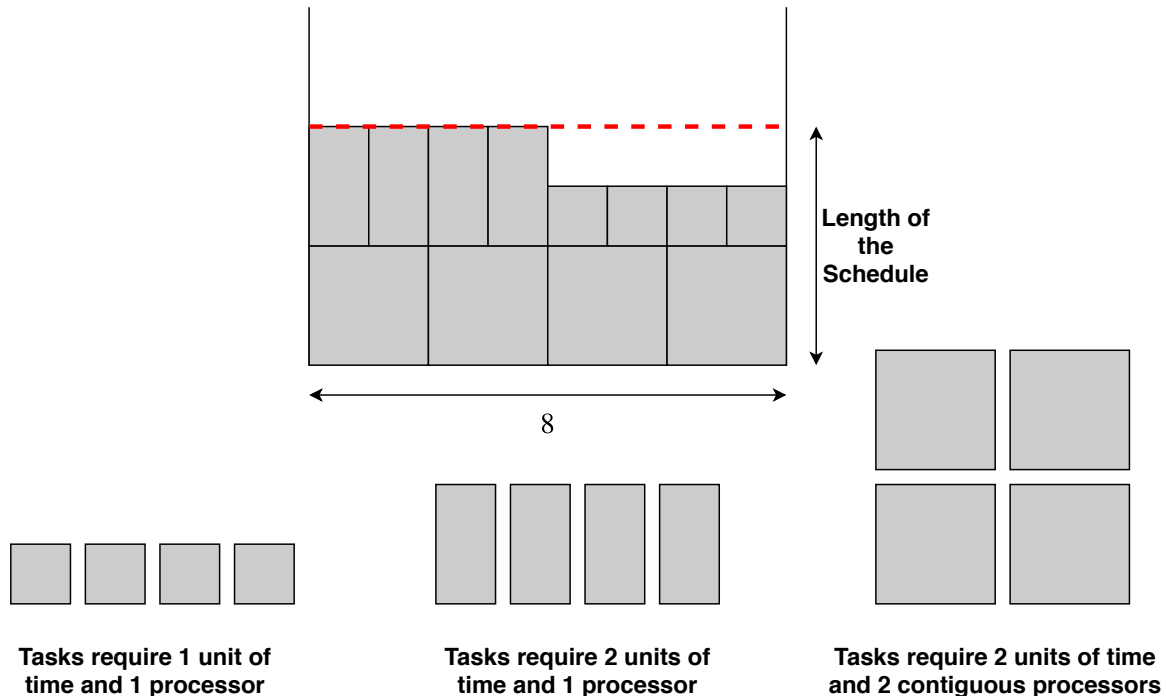 Length of
the
Schedule
8
Tasks require 1 unit of
time and 1 processor
Tasks require 2 units of
time and 1 processor
Tasks require 2 units of time
and 2 contiguous processors